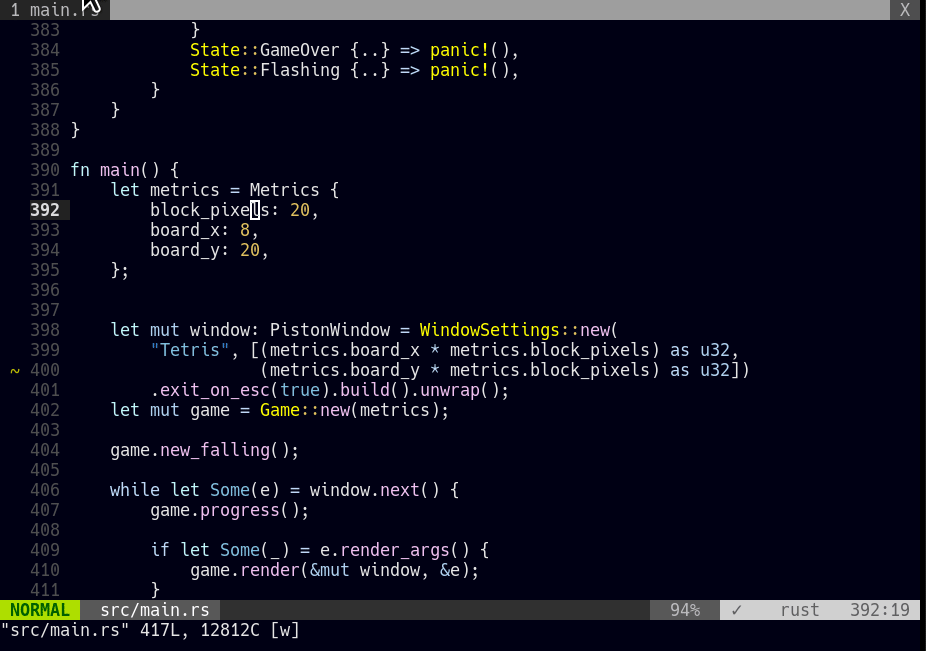 1 main.rs X
383             }
384             State::GameOver {..} => panic!(),
385             State::Flashing {..} => panic!(),
386         }
387     }
388 }
389
390 fn main() {
391     let metrics = Metrics {
392         block_pixels: 20,
393         board_x: 8,
394         board_y: 20,
395     };
396
397
398     let mut window: PistonWindow = WindowSettings::new(
399         "Tetris", [(metrics.board_x * metrics.block_pixels) as u32,
~ 400                    (metrics.board_y * metrics.block_pixels) as u32])
401         .exit_on_esc(true).build().unwrap();
402     let mut game = Game::new(metrics);
403
404     game.new_falling();
405
406     while let Some(e) = window.next() {
407         game.progress();
408
409         if let Some(_) = e.render_args() {
410             game.render(&mut window, &e);
411         }
NORMAL src/main.rs 94% ✓ rust 392:19
"src/main.rs" 417L, 12812C [w]